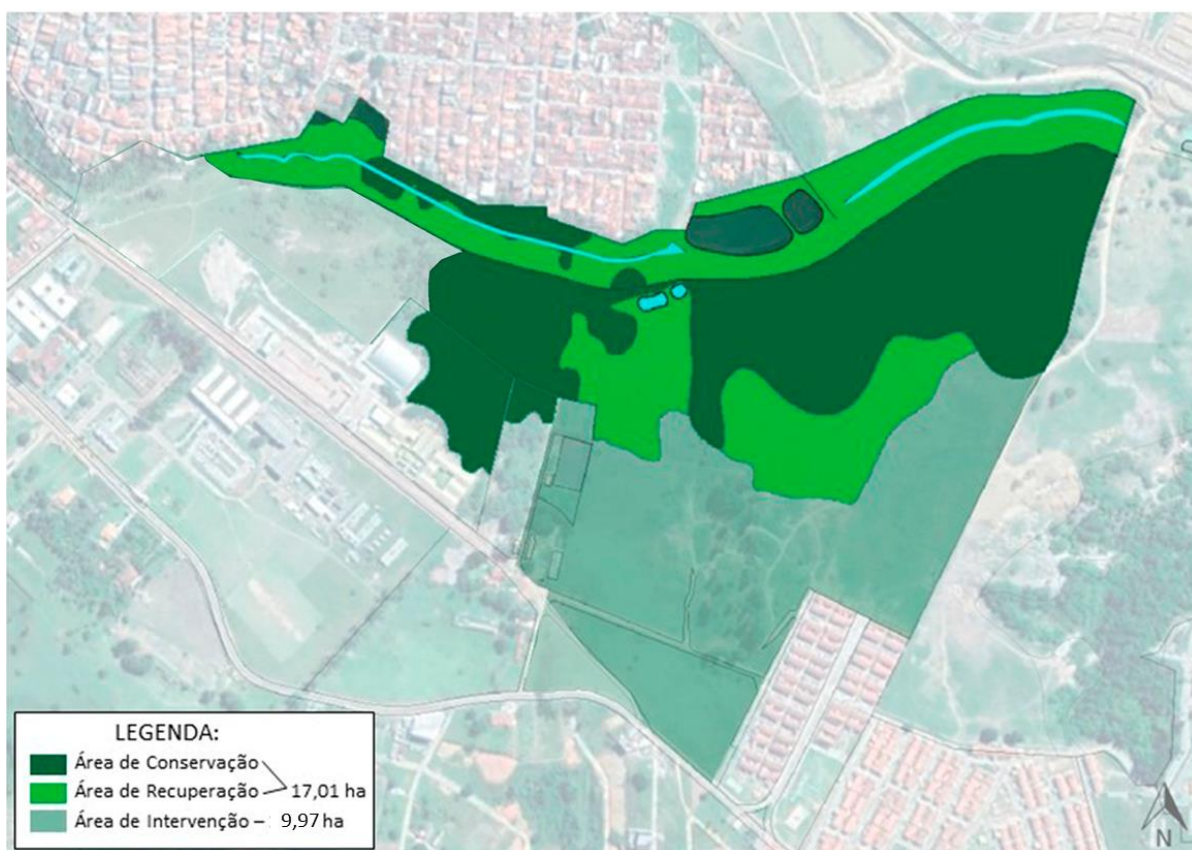 LEGENDA:
Área de Conservação
Área de Recuperação 17,01 ha
Área de Intervenção – 9,97 ha
N